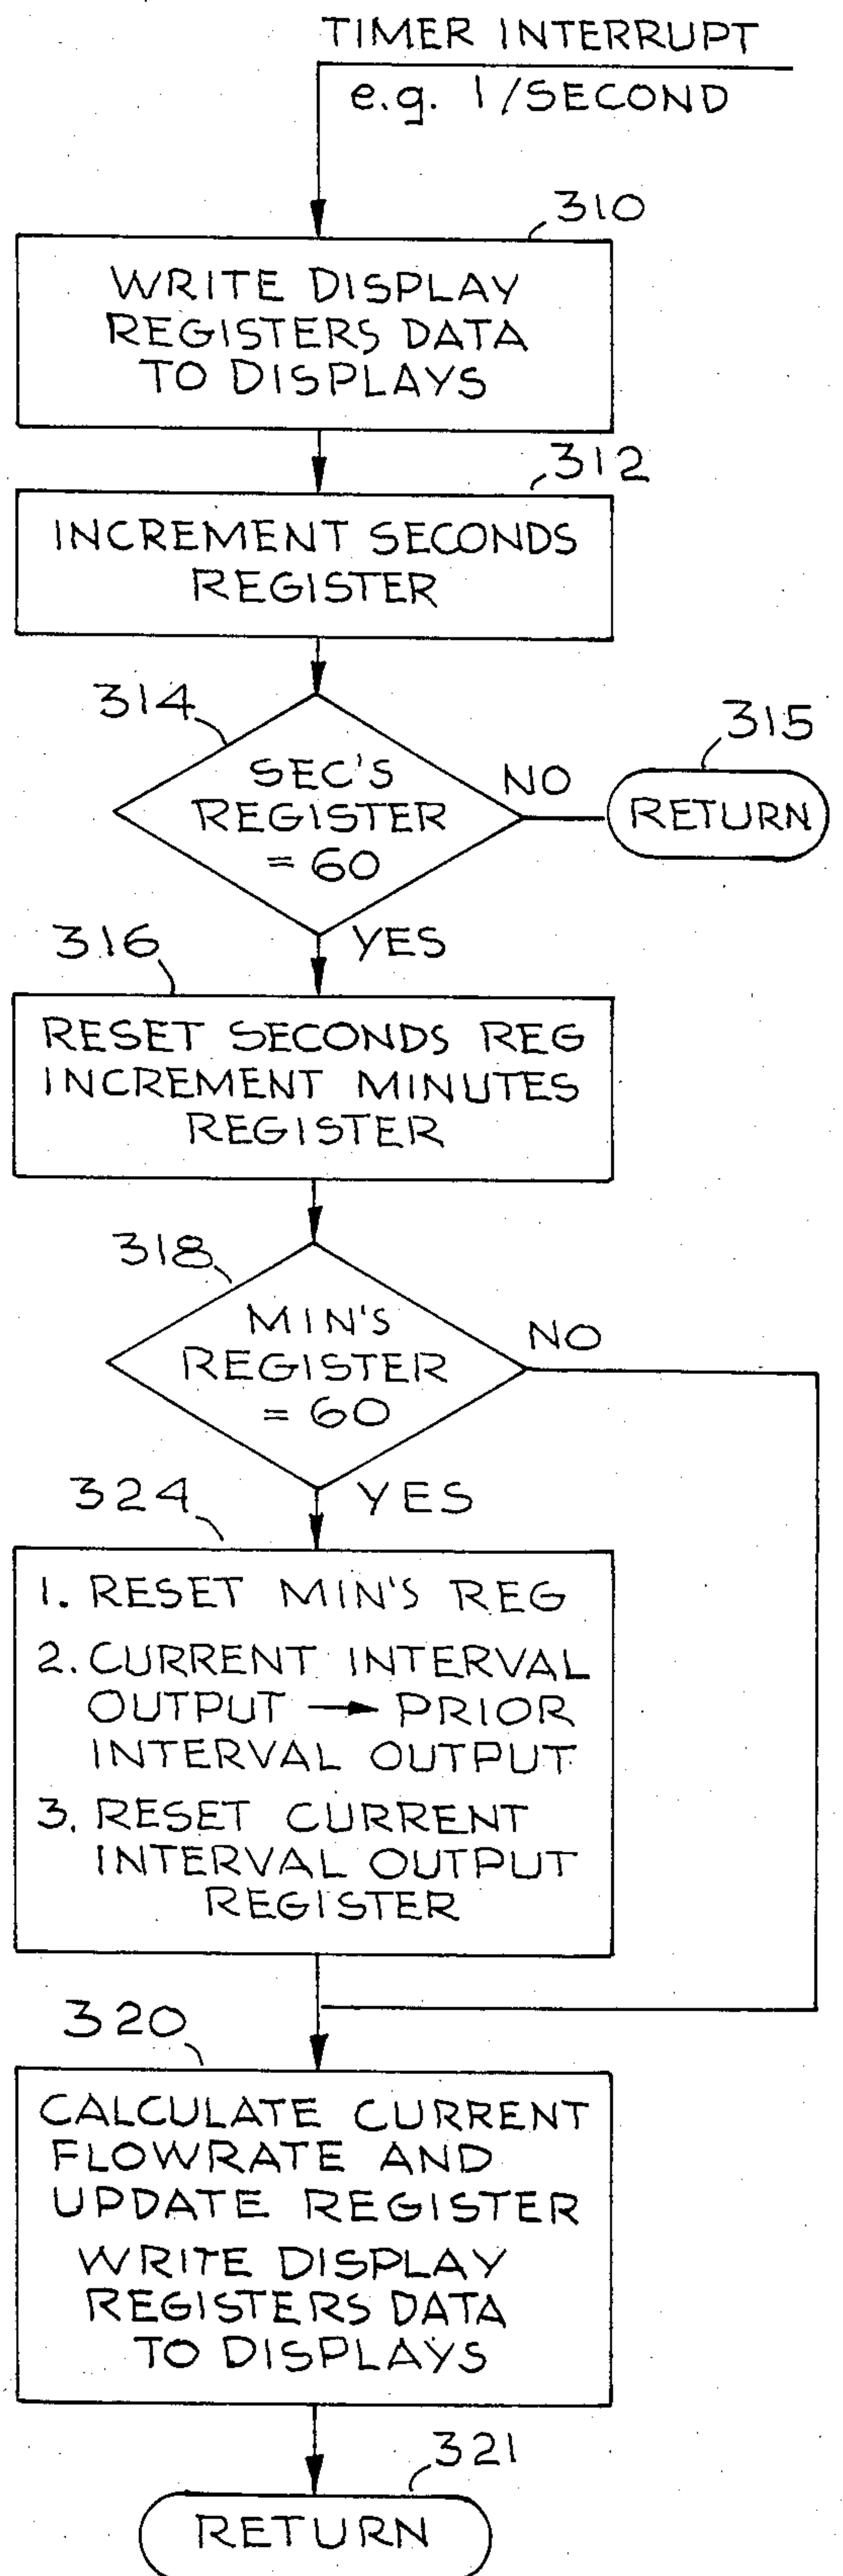 TIMER INTERRUPT
e.g. 1/SECOND
310
WRITE DISPLAY
REGISTERS DATA
TO DISPLAYS
312
INCREMENT SECONDS
REGISTER
314
SEC'S
REGISTER
= 60
NO
315
RETURN
YES
316
RESET SECONDS REG
INCREMENT MINUTES
REGISTER
318
MIN'S
REGISTER
= 60
NO
YES
324
1. RESET MIN'S REG
2. CURRENT INTERVAL
OUTPUT → PRIOR
INTERVAL OUTPUT
3. RESET CURRENT
INTERVAL OUTPUT
REGISTER
320
CALCULATE CURRENT
FLOWRATE AND
UPDATE REGISTER
WRITE DISPLAY
REGISTERS DATA
TO DISPLAYS
321
RETURN